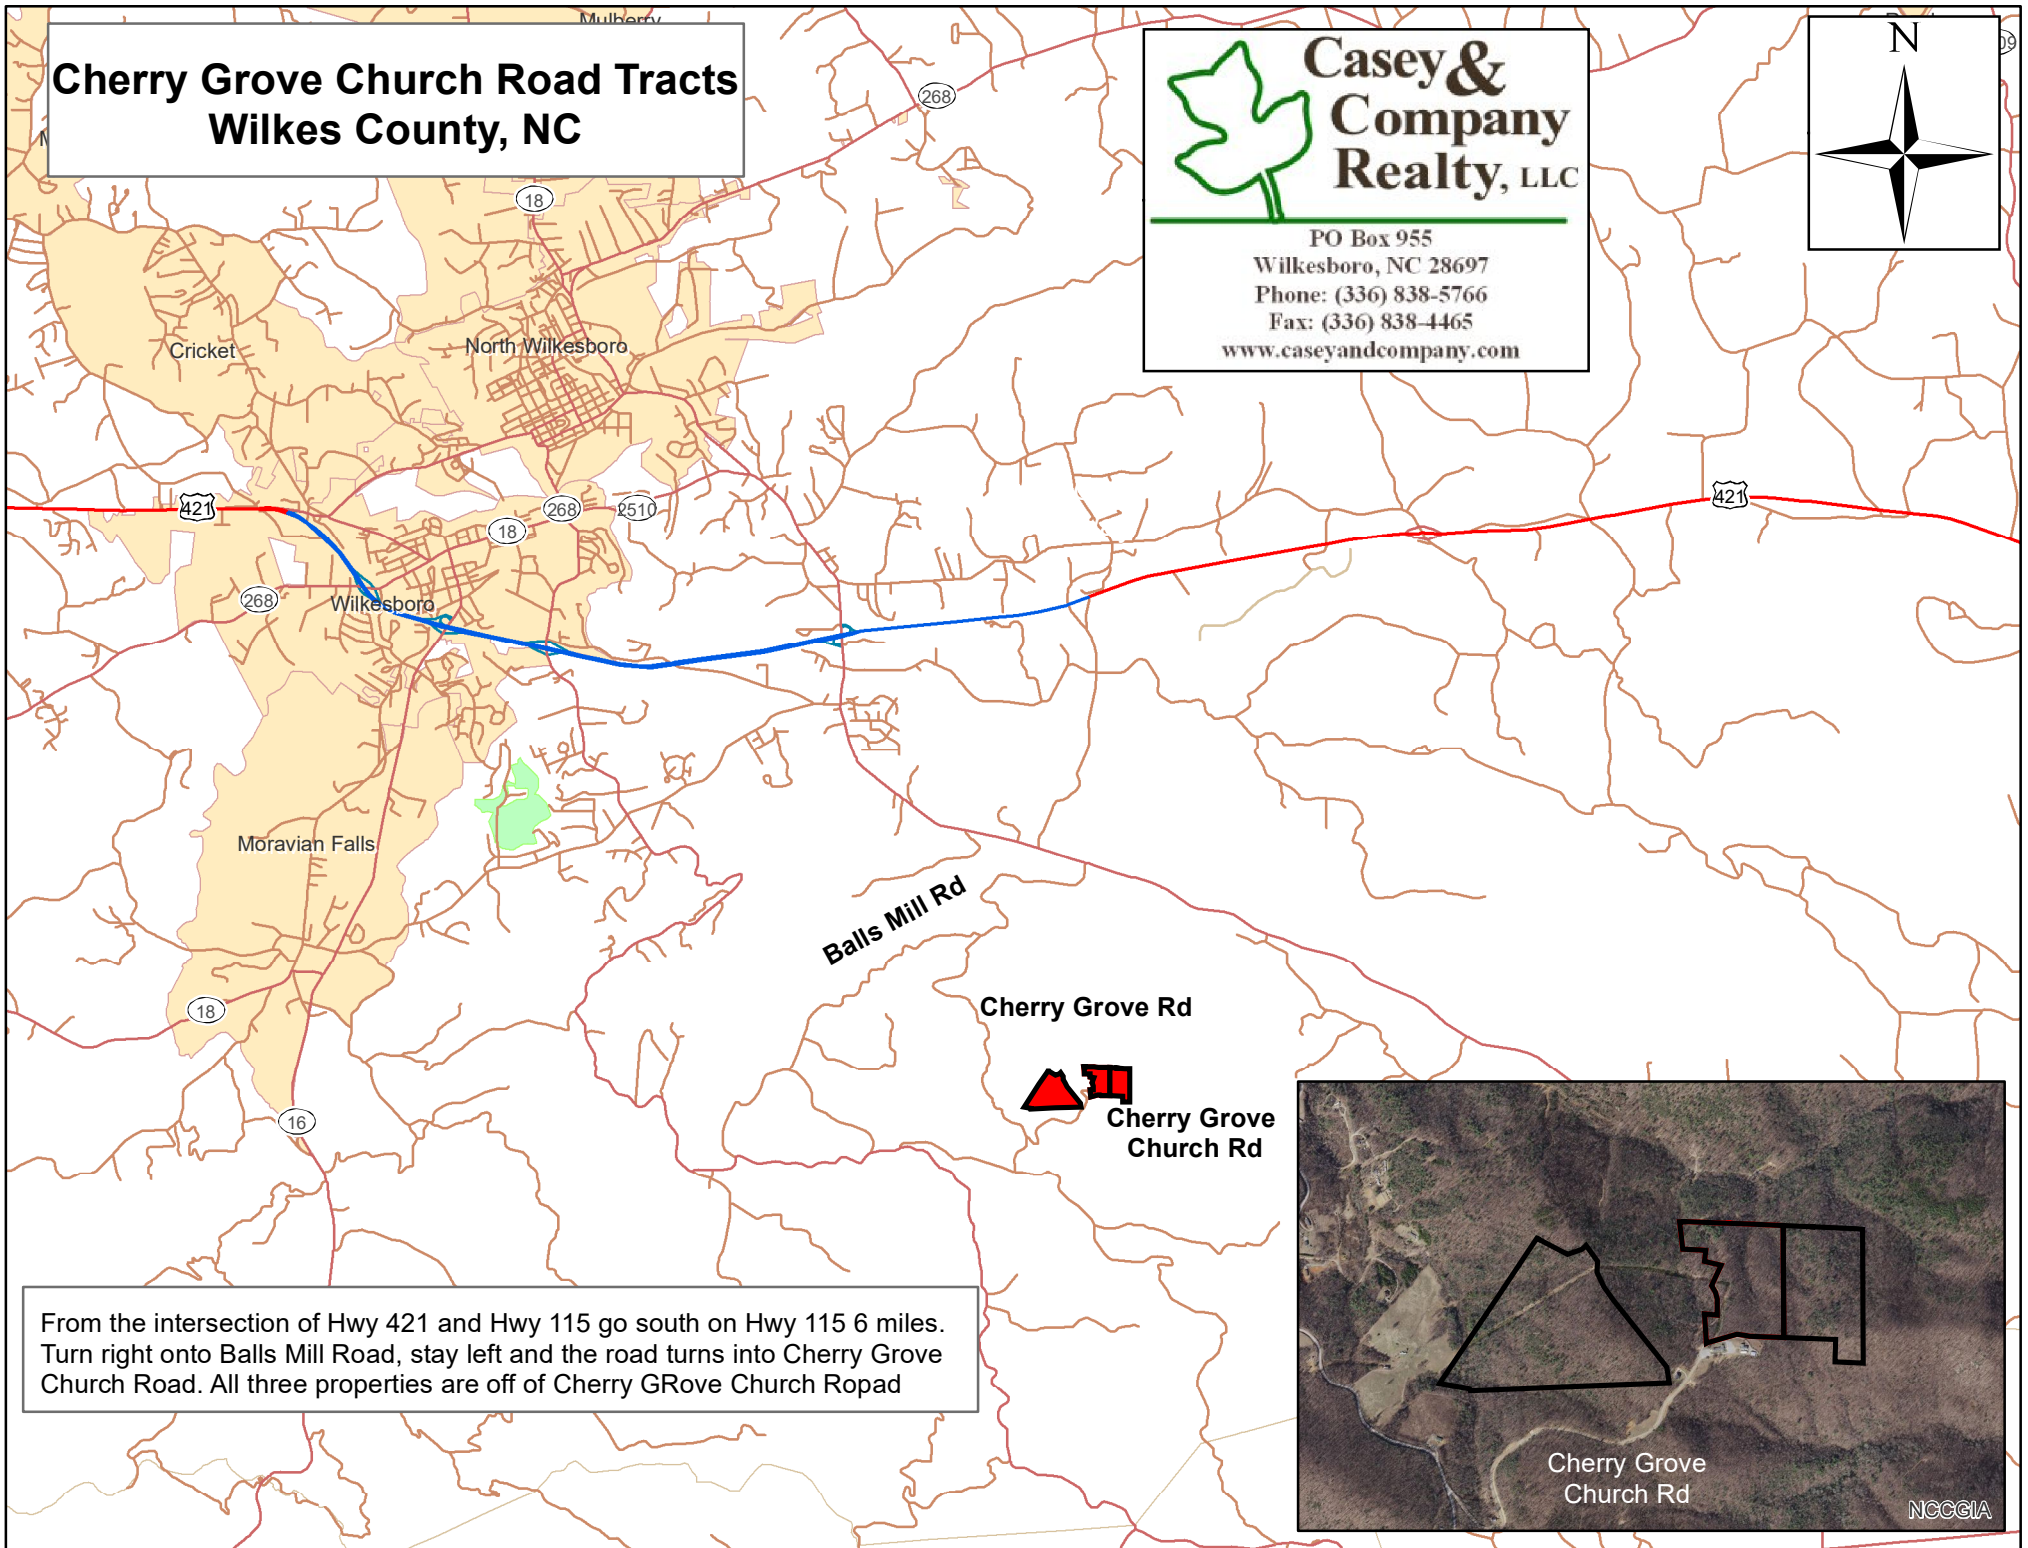 Mulberry
Cherry Grove Church Road Tracts
Wilkes County, NC
Casey &
Company
Realty, LLC
PO Box 955
Wilkesboro, NC 28697
Phone: (336) 838-5766
Fax: (336) 838-4465
www.caseyandcompany.com
N
268
18
Cricket
North Wilkesboro
421
421
268
2510
18
268
Wilkesboro
Moravian Falls
Balls Mill Rd
18
Cherry Grove Rd
16
Cherry Grove
Church Rd
From the intersection of Hwy 421 and Hwy 115 go south on Hwy 115 6 miles.
Turn right onto Balls Mill Road, stay left and the road turns into Cherry Grove
Church Road. All three properties are off of Cherry GRove Church Ropad
Cherry Grove
Church Rd
NCCGIA